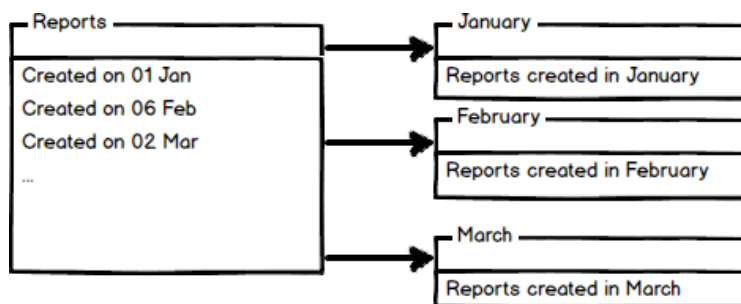 Reports
Created on 01 Jan
Created on 06 Feb
Created on 02 Mar
...
January
Reports created in January
February
Reports created in February
March
Reports created in March